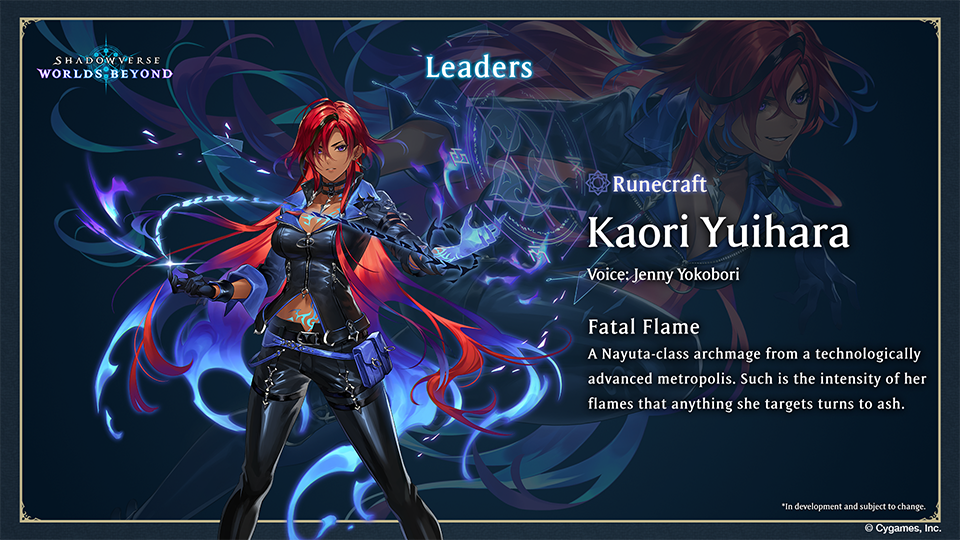 SHADOWVERSE
WORLDS BEYOND
Leaders
Runecraft
Kaori Yuihara
Voice: Jenny Yokobori
Fatal Flame
A Nayuta-class archmage from a technologically
advanced metropolis. Such is the intensity of her
flames that anything she targets turns to ash.
*In development and subject to change.
© Cygames, Inc.